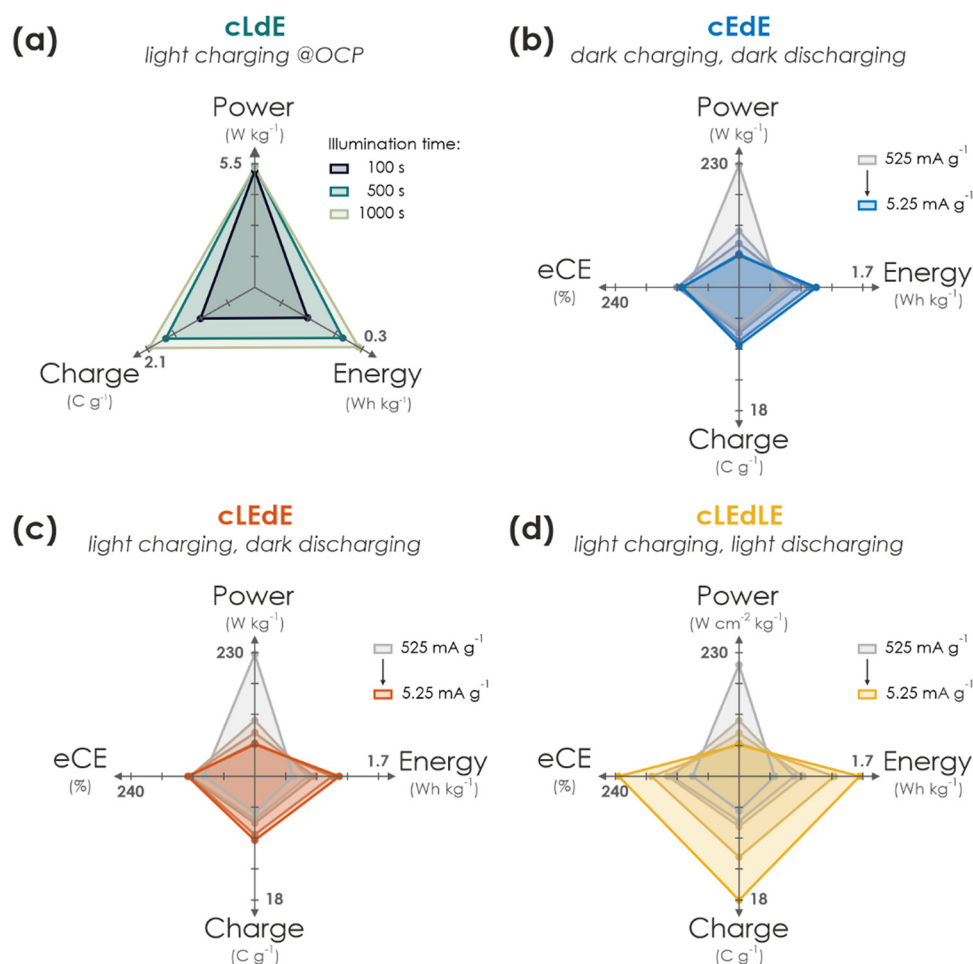 (a)
cLdE
light charging @OCP
Power
(W kg⁻¹)
5.5
Illumination time:
100 s
500 s
1000 s
Charge
(C g⁻¹)
2.1
0.3
Energy
(Wh kg⁻¹)
(b)
cEdE
dark charging, dark discharging
Power
(W kg⁻¹)
230
525 mA g⁻¹
5.25 mA g⁻¹
eCE
(%)
240
1.7
Energy
(Wh kg⁻¹)
18
Charge
(C g⁻¹)
(c)
cLEdE
light charging, dark discharging
Power
(W kg⁻¹)
230
525 mA g⁻¹
5.25 mA g⁻¹
eCE
(%)
240
1.7
Energy
(Wh kg⁻¹)
18
Charge
(C g⁻¹)
(d)
cLEdLE
light charging, light discharging
Power
(W cm⁻² kg⁻¹)
230
525 mA g⁻¹
5.25 mA g⁻¹
eCE
(%)
240
1.7
Energy
(Wh kg⁻¹)
18
Charge
(C g⁻¹)